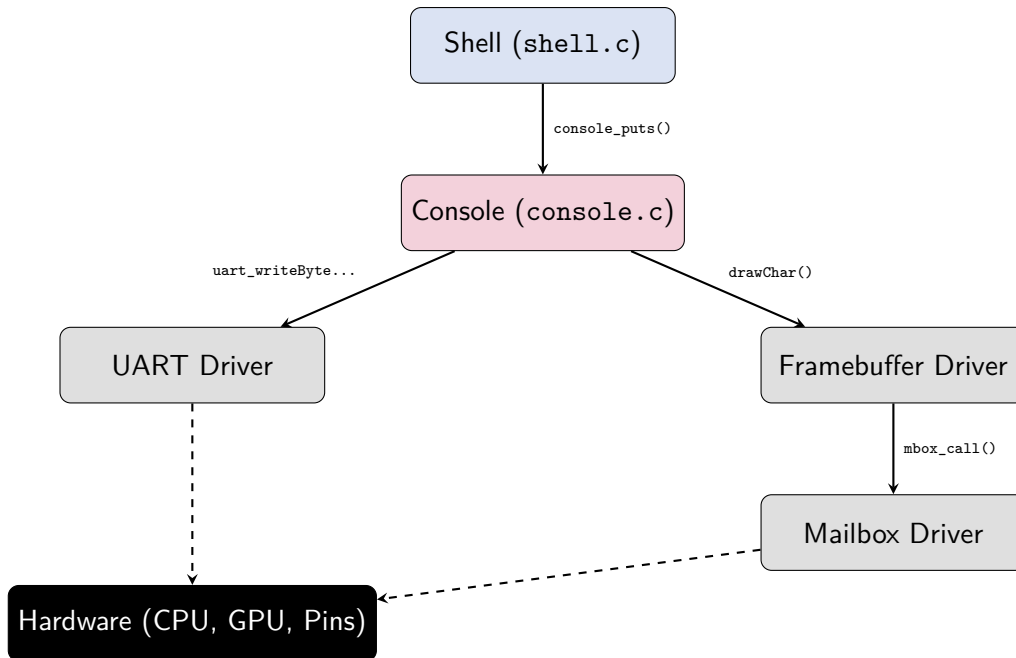 Shell (shell.c)
console_puts()
Console (console.c)
uart_writeByte...
drawChar()
UART Driver
Framebuffer Driver
mbox_call()
Mailbox Driver
Hardware (CPU, GPU, Pins)